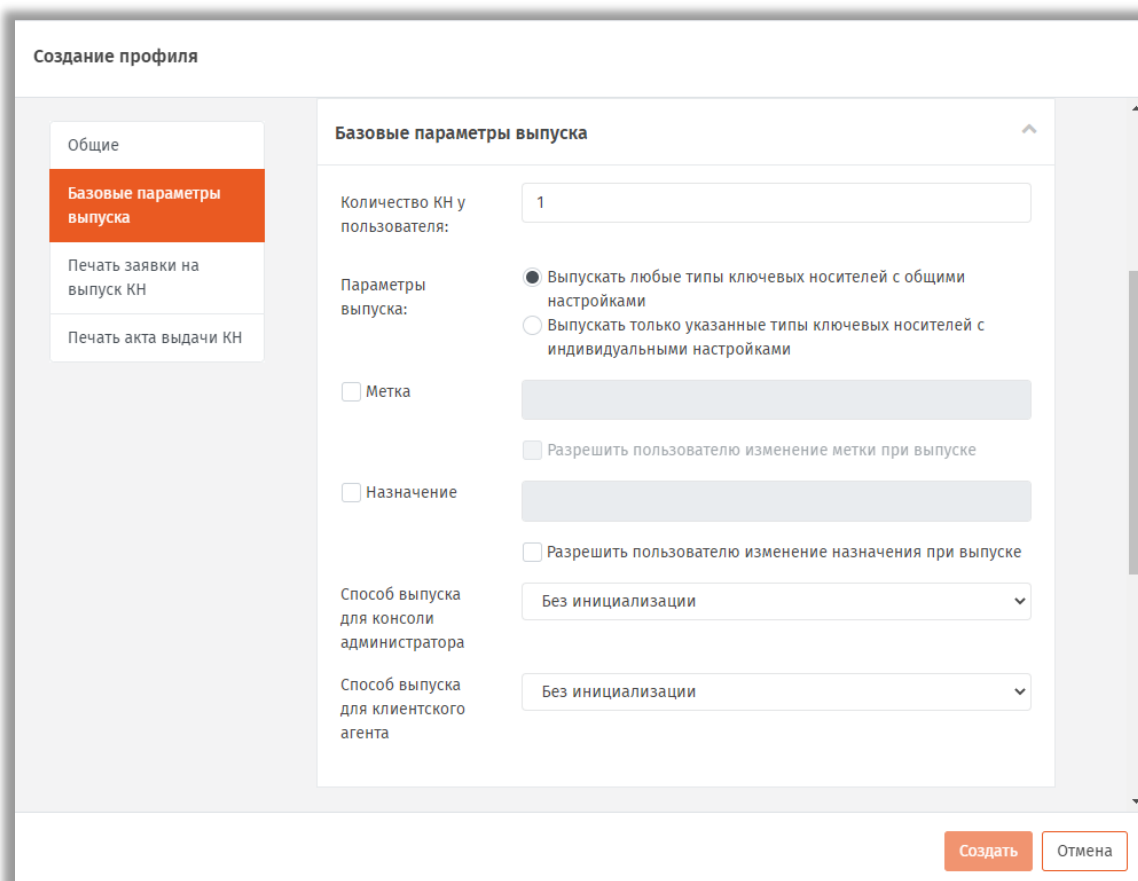 Создание профиля
Общие
Базовые параметры
выпуска
Печать заявки на
выпуск КН
Печать акта выдачи КН
Базовые параметры выпуска
Количество КН у
пользователя:
1
Параметры
выпуска:
Выпускать любые типы ключевых носителей с общими
настройками
Выпускать только указанные типы ключевых носителей с
индивидуальными настройками
Метка
Разрешить пользователю изменение метки при выпуске
Назначение
Разрешить пользователю изменение назначения при выпуске
Способ выпуска
для консоли
администратора
Без инициализации
Способ выпуска
для клиентского
агента
Без инициализации
Создать
Отмена